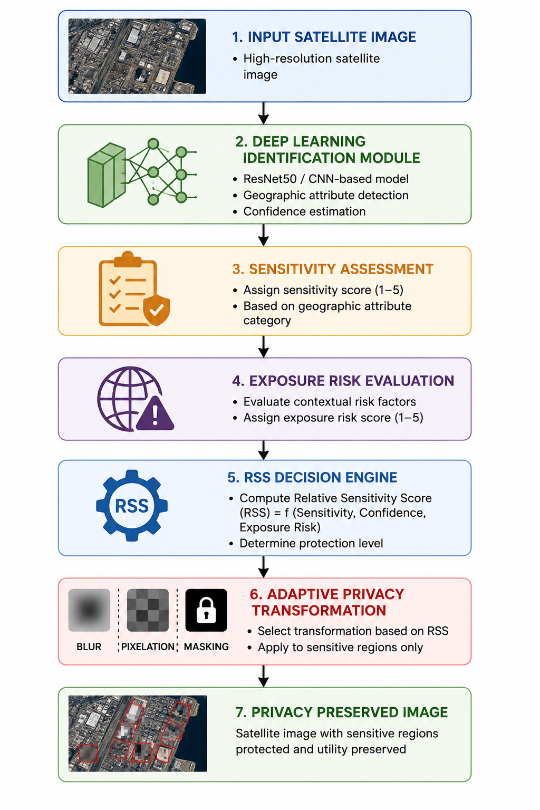 1. INPUT SATELLITE IMAGE
• High-resolution satellite
image
2. DEEP LEARNING
IDENTIFICATION MODULE
• ResNet50 / CNN-based model
• Geographic attribute detection
• Confidence estimation
3. SENSITIVITY ASSESSMENT
• Assign sensitivity score (1–5)
• Based on geographic attribute
category
4. EXPOSURE RISK EVALUATION
• Evaluate contextual risk factors
• Assign exposure risk score (1–5)
RSS
5. RSS DECISION ENGINE
• Compute Relative Sensitivity Score
(RSS) = f (Sensitivity, Confidence,
Exposure Risk)
• Determine protection level
BLUR
PIXELATION
MASKING
6. ADAPTIVE PRIVACY
TRANSFORMATION
• Select transformation based on RSS
• Apply to sensitive regions only
7. PRIVACY PRESERVED IMAGE
Satellite image with sensitive regions
protected and utility preserved